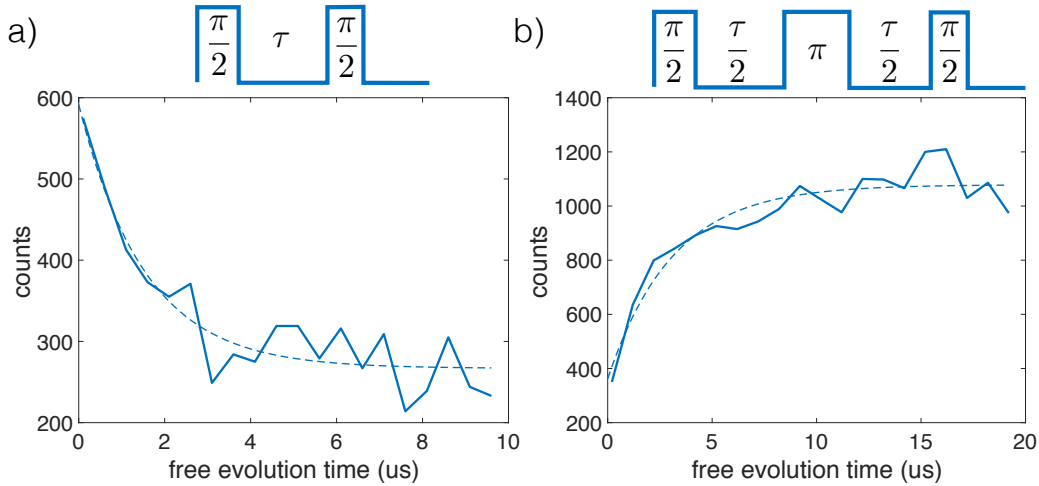 a)
π/2 τ π/2
600
500
400
300
200
counts
0 2 4 6 8 10
free evolution time (us)
b)
π/2 τ/2 π τ/2 π/2
1400
1200
1000
800
600
400
200
counts
0 5 10 15 20
free evolution time (us)